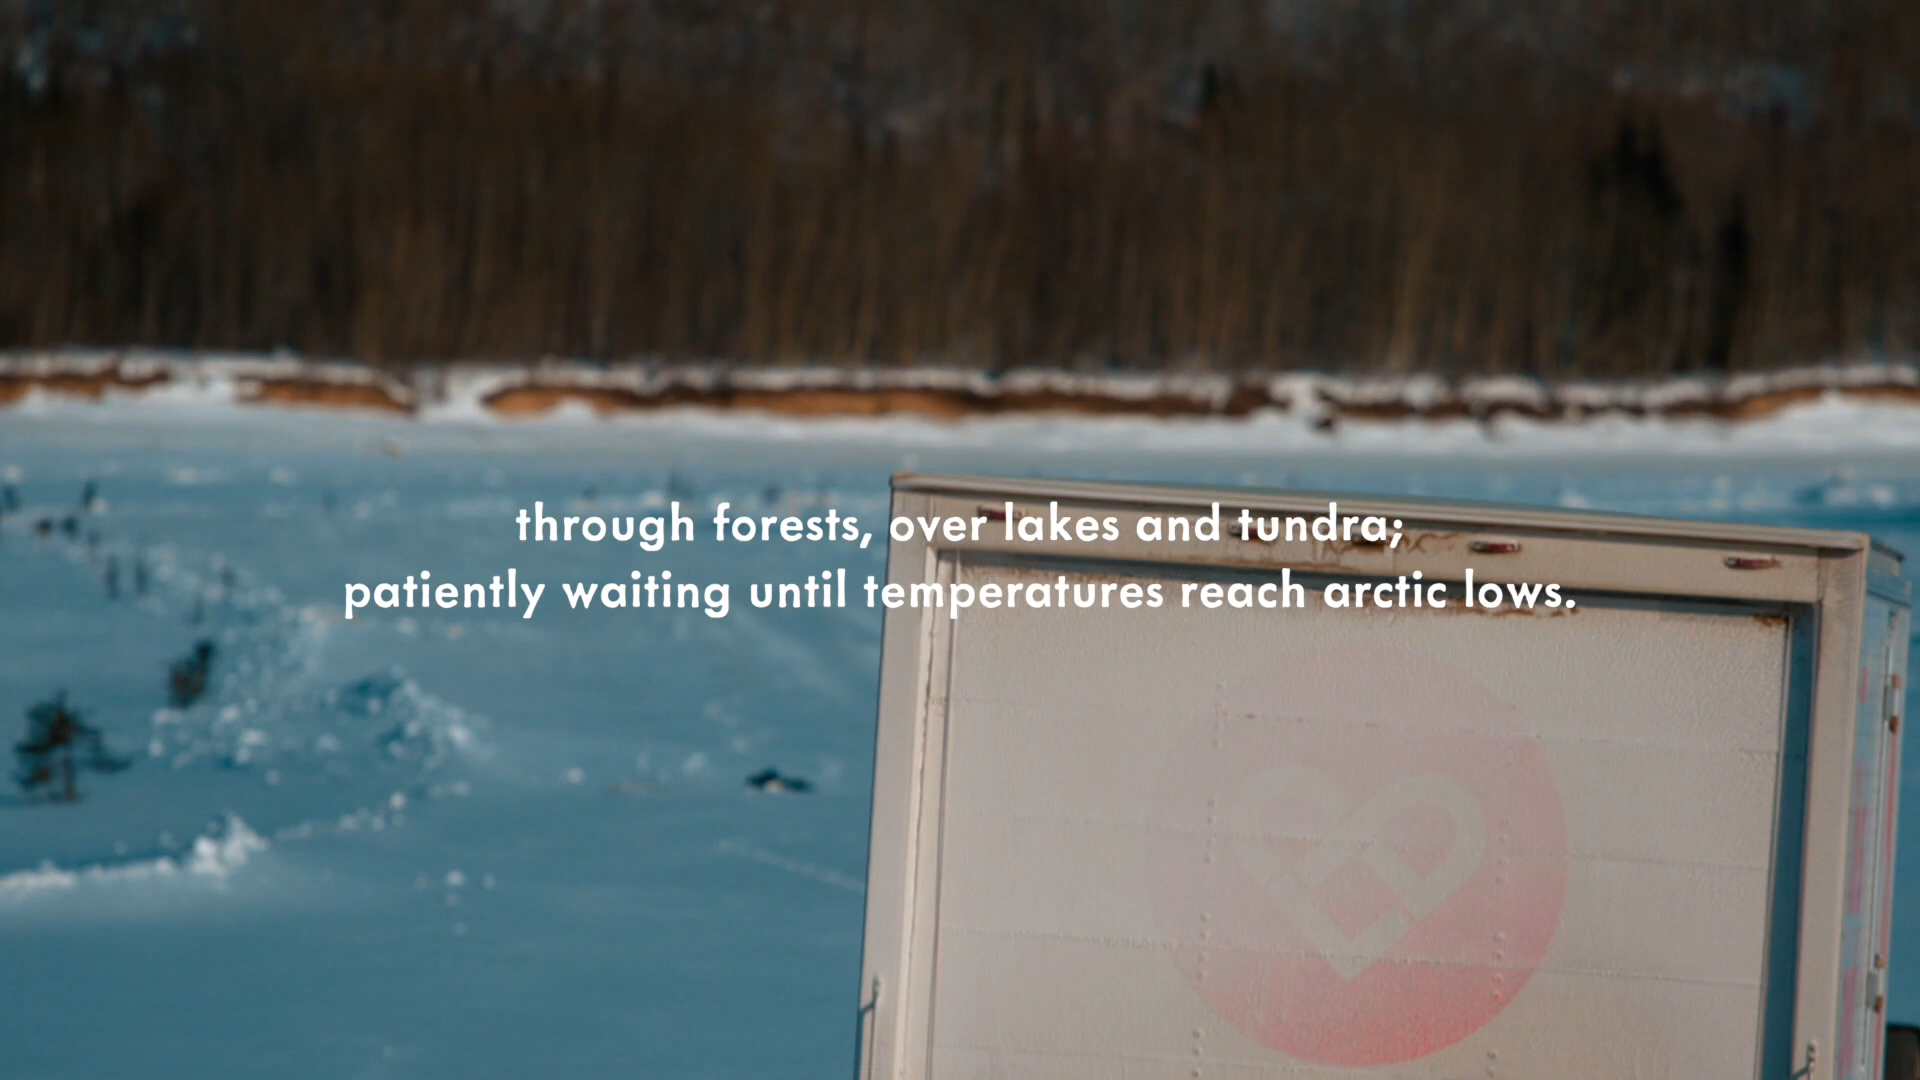 through forests, over lakes and tundra;
patiently waiting until temperatures reach arctic lows.